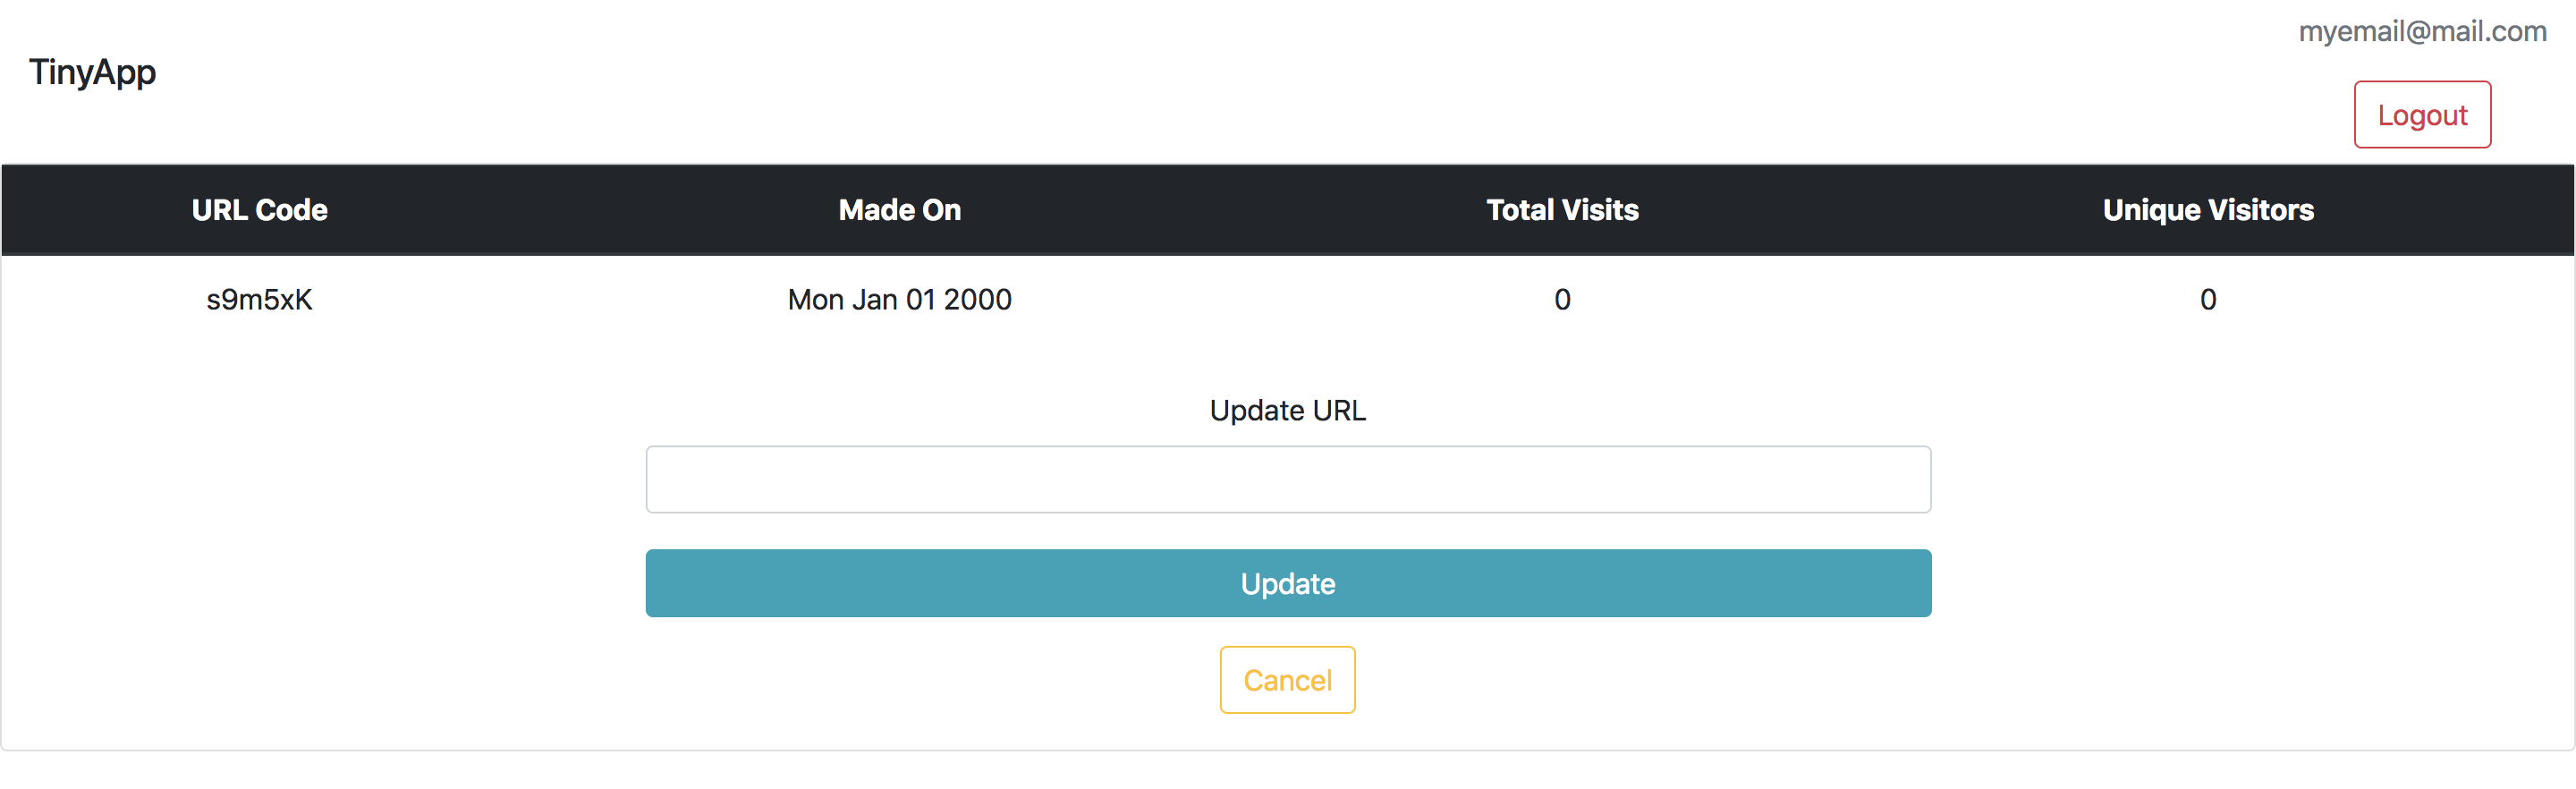 myemail@mail.com
TinyApp
Logout
URL Code Made On Total Visits Unique Visitors
s9m5xK Mon Jan 01 2000 0 0
Update URL
Update
Cancel